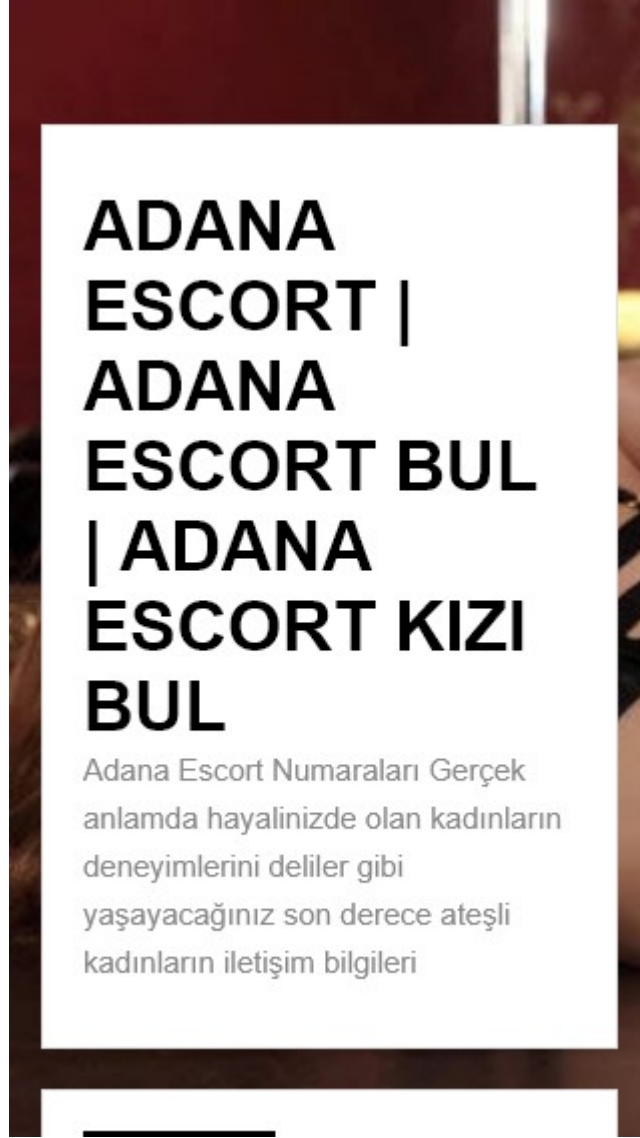 ADANA
ESCORT |
ADANA
ESCORT BUL
| ADANA
ESCORT KIZI
BUL
Adana Escort Numaraları Gerçek
anlamda hayalinizde olan kadınların
deneyimlerini deliler gibi
yaşayacağınız son derece ateşli
kadınların iletişim bilgileri